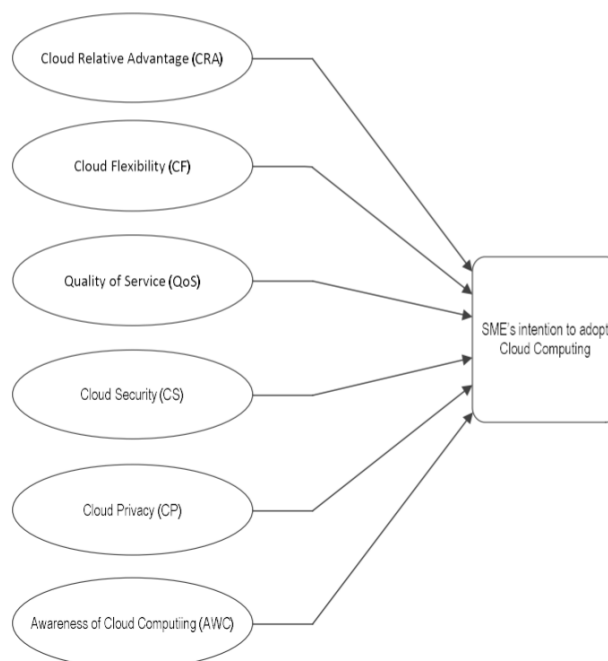 Cloud Relative Advantage (CRA)
Cloud Flexibility (CF)
Quality of Service (QoS)
SME's intention to adopt
Cloud Computing
Cloud Security (CS)
Cloud Privacy (CP)
Awareness of Cloud Computiing (AWC)